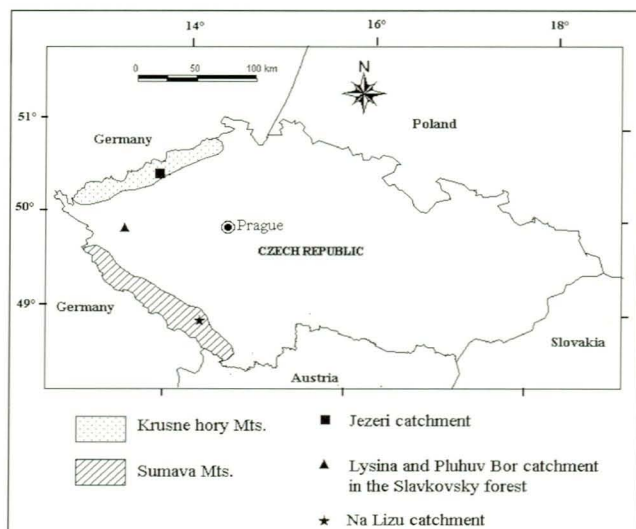 14°
16°
18°
0 50 100 km
N
51°
Germany
Poland
50°
Prague
CZECH REPUBLIC
49°
Germany
Slovakia
Austria
Krusne hory Mts.
Jezeri catchment
Sumava Mts.
Lysina and Pluhuv Bor catchment
in the Slavkovsky forest
Na Lizu catchment